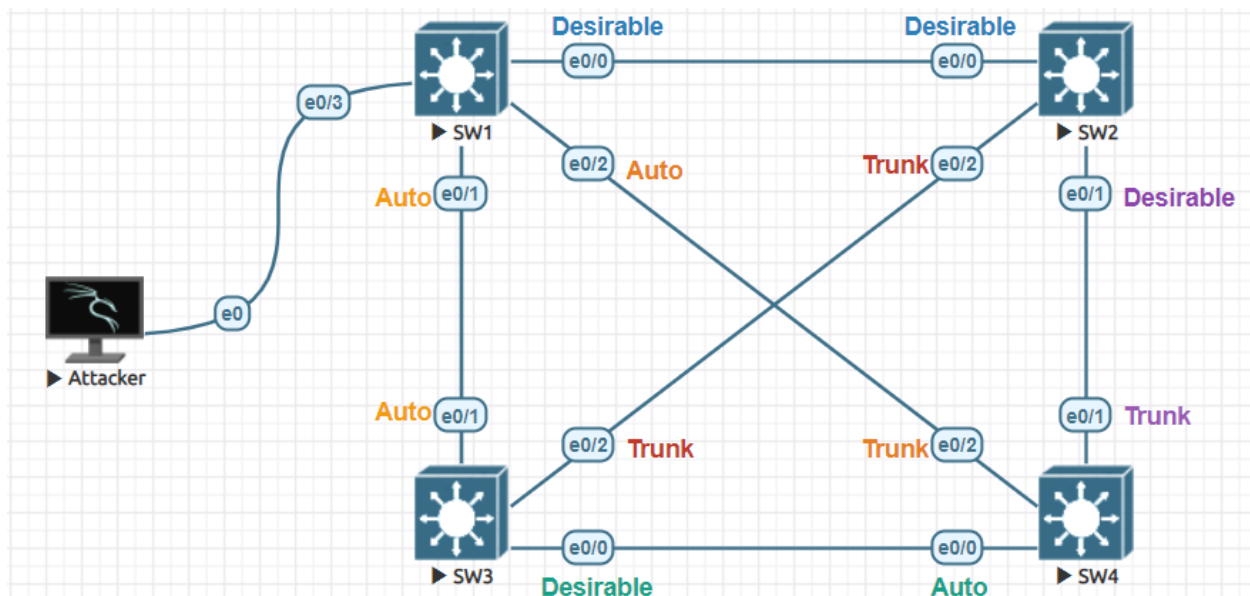 Desirable
Desirable
e0/0
e0/0
e0/3
▶ SW1
▶ SW2
e0/2
Auto
Trunk
e0/2
Auto
e0/1
e0/1
Desirable
e0
▶ Attacker
Auto
e0/1
e0/1
Trunk
e0/2
Trunk
Trunk
e0/2
e0/0
e0/0
▶ SW3
▶ SW4
Desirable
Auto